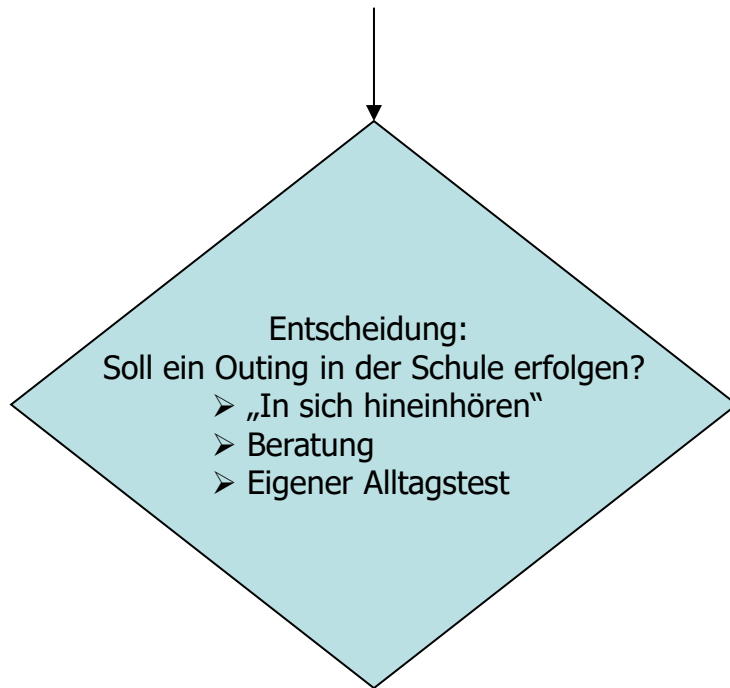 Entscheidung:
Soll ein Outing in der Schule erfolgen?
➢ „In sich hineinhören“
➢ Beratung
➢ Eigener Alltagstest